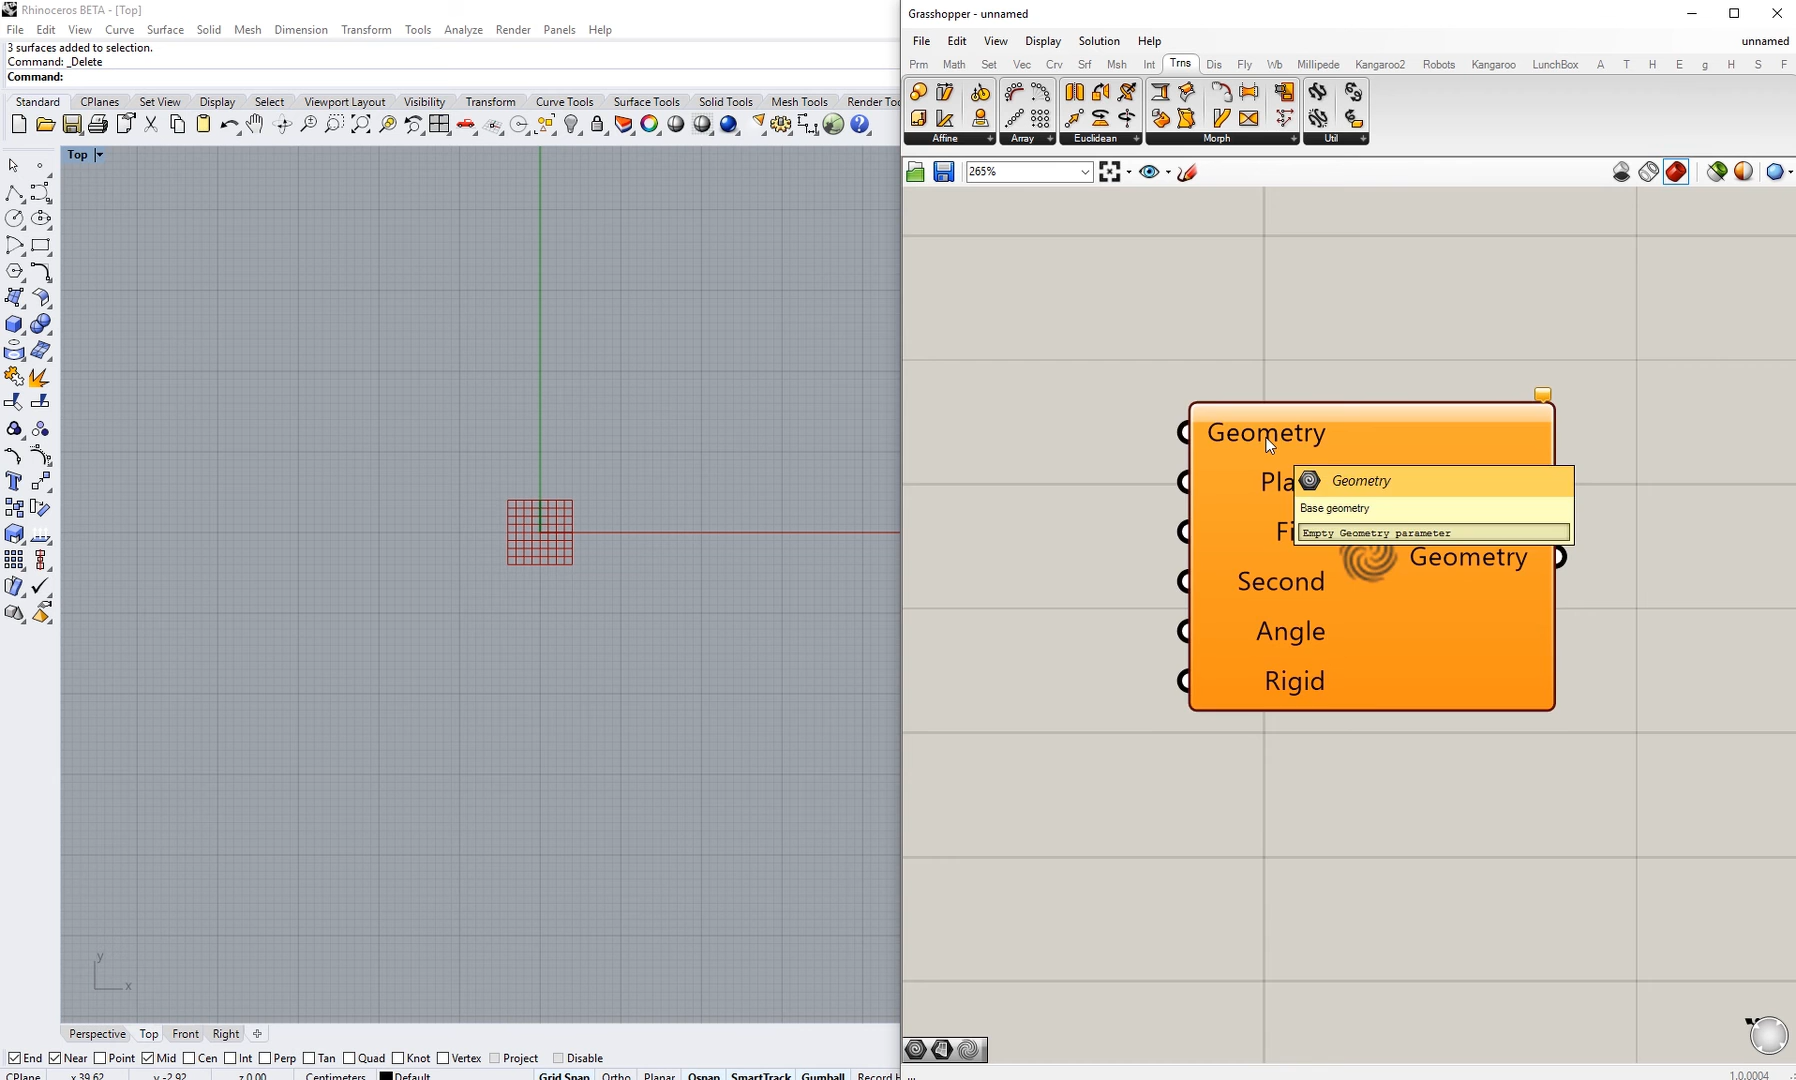 Rhinoceros BETA - [Top]
File Edit View Curve Surface Solid Mesh Dimension Transform Tools Analyze Render Panels Help
3 surfaces added to selection.
Command: _Delete
Command:
Standard CPlanes Set View Display Select Viewport Layout Visibility Transform Curve Tools Surface Tools Solid Tools Mesh Tools Render Too
Top
y
x
Perspective Top Front Right
End Near Point Mid Cen Int Perp Tan Quad Knot Vertex Project Disable
CPlane x 39.62 y -2.92 z 0.00 Centimeters Default Grid Snap Ortho Planar Osnap SmartTrack Gumball Record H
Grasshopper - unnamed
File Edit View Display Solution Help unnamed
Prm Math Set Vec Crv Srf Msh Int Trns Dis Fly Wb Millipede Kangaroo2 Robots Kangaroo LunchBox A T H E g H S F
Affine Array Euclidean Morph Util
265%
Geometry
Pla
Geometry
Base geometry
Fi
Empty Geometry parameter
Geometry
Second
Angle
Rigid
...
1.0.0004